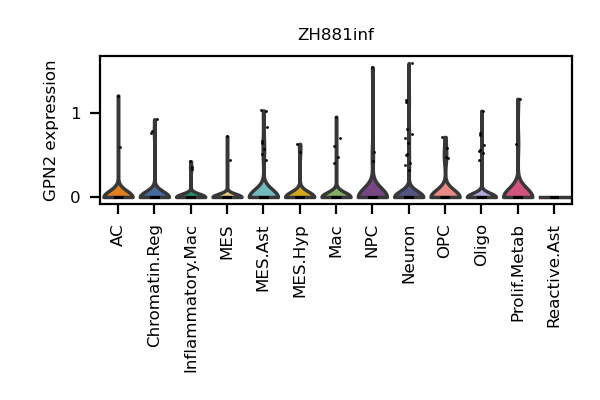 ZH881inf
GPN2 expression
1
0
AC
Chromatin.Reg
Inflammatory.Mac
MES
MES.Ast
MES.Hyp
Mac
NPC
Neuron
OPC
Oligo
Prolif.Metab
Reactive.Ast